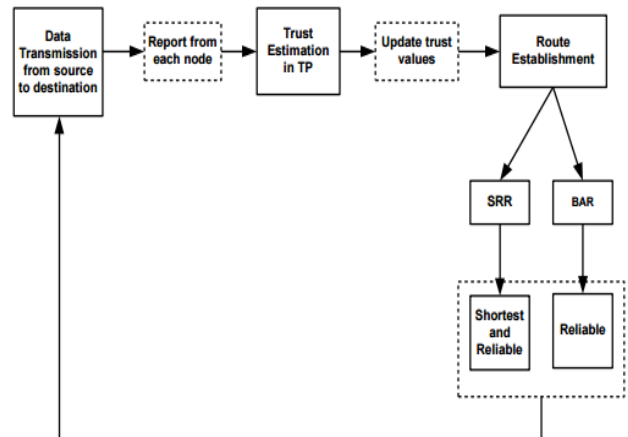 Data
Transmission
from source
to destination
Report from
each node
Trust
Estimation
in TP
Update trust
values
Route
Establishment
SRR
BAR
Shortest
and
Reliable
Reliable